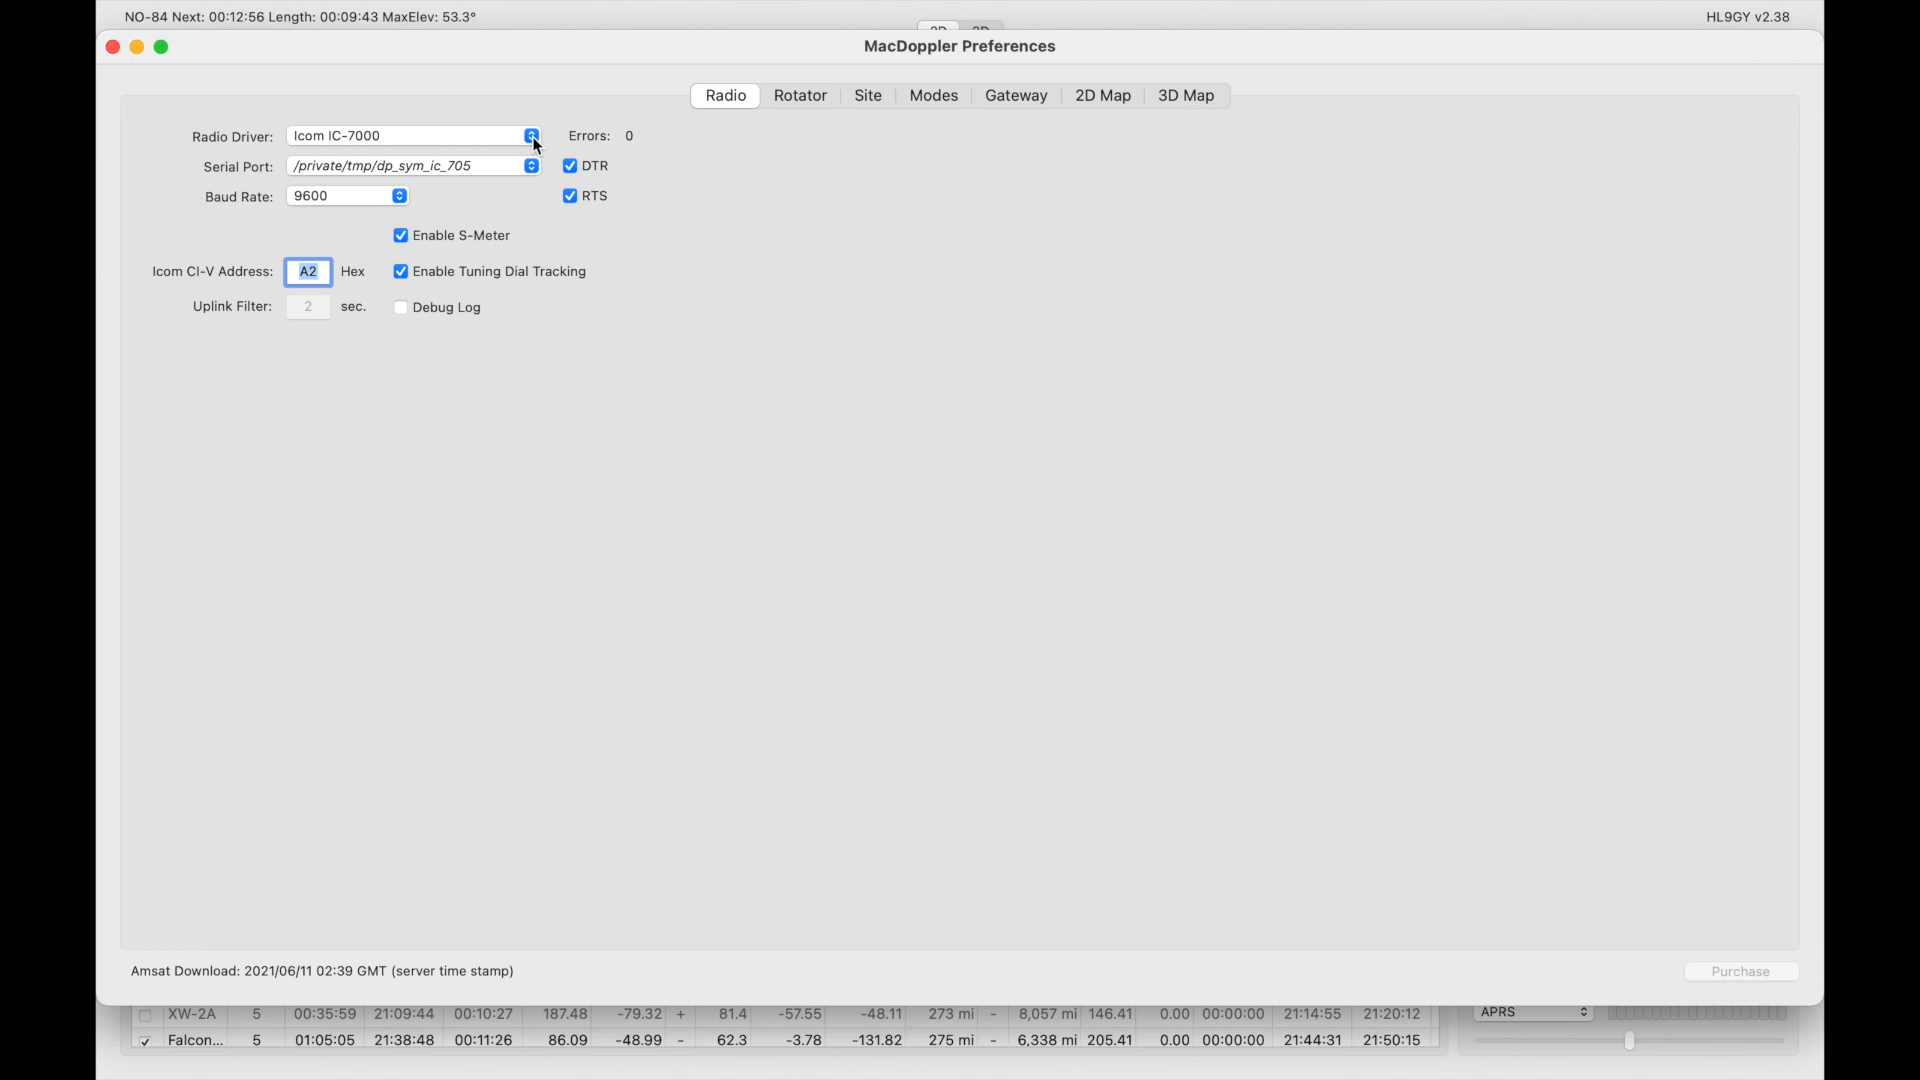 NO-84 Next: 00:12:56 Length: 00:09:43 MaxElev: 53.3° HL9GY v2.38
MacDoppler Preferences
Radio Rotator Site Modes Gateway 2D Map 3D Map
Radio Driver: Icom IC-7000 Errors: 0
Serial Port: /private/tmp/dp_sym_ic_705 DTR
Baud Rate: 9600 RTS
Enable S-Meter
Icom CI-V Address: A2 Hex Enable Tuning Dial Tracking
Uplink Filter: 2 sec. Debug Log
Amsat Download: 2021/06/11 02:39 GMT (server time stamp) Purchase
XW-2A 5 00:35:59 21:09:44 00:10:27 187.48 -79.32 + 81.4 -57.55 -48.11 273 mi - 8,057 mi 146.41 0.00 00:00:00 21:14:55 21:20:12 APRS
Falcon... 5 01:05:05 21:38:48 00:11:26 86.09 -48.99 - 62.3 -3.78 -131.82 275 mi - 6,338 mi 205.41 0.00 00:00:00 21:44:31 21:50:15